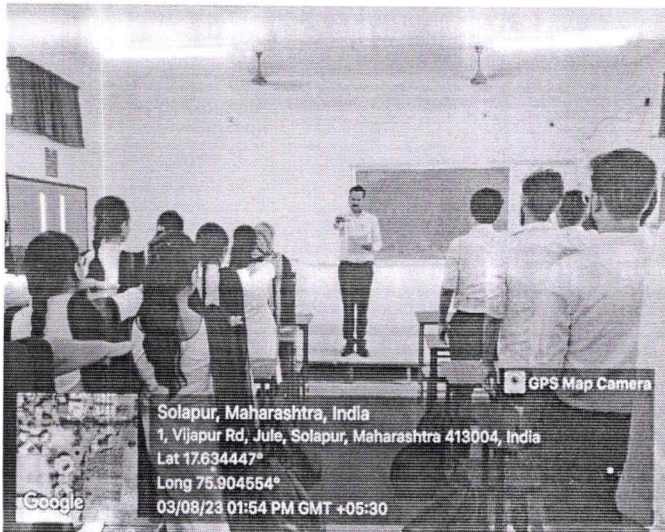 GPS Map Camera
Solapur, Maharashtra, India
1, Vijapur Rd, Jule, Solapur, Maharashtra 413004, India
Lat 17.634447°
Long 75.904554°
03/08/23 01:54 PM GMT +05:30
Google